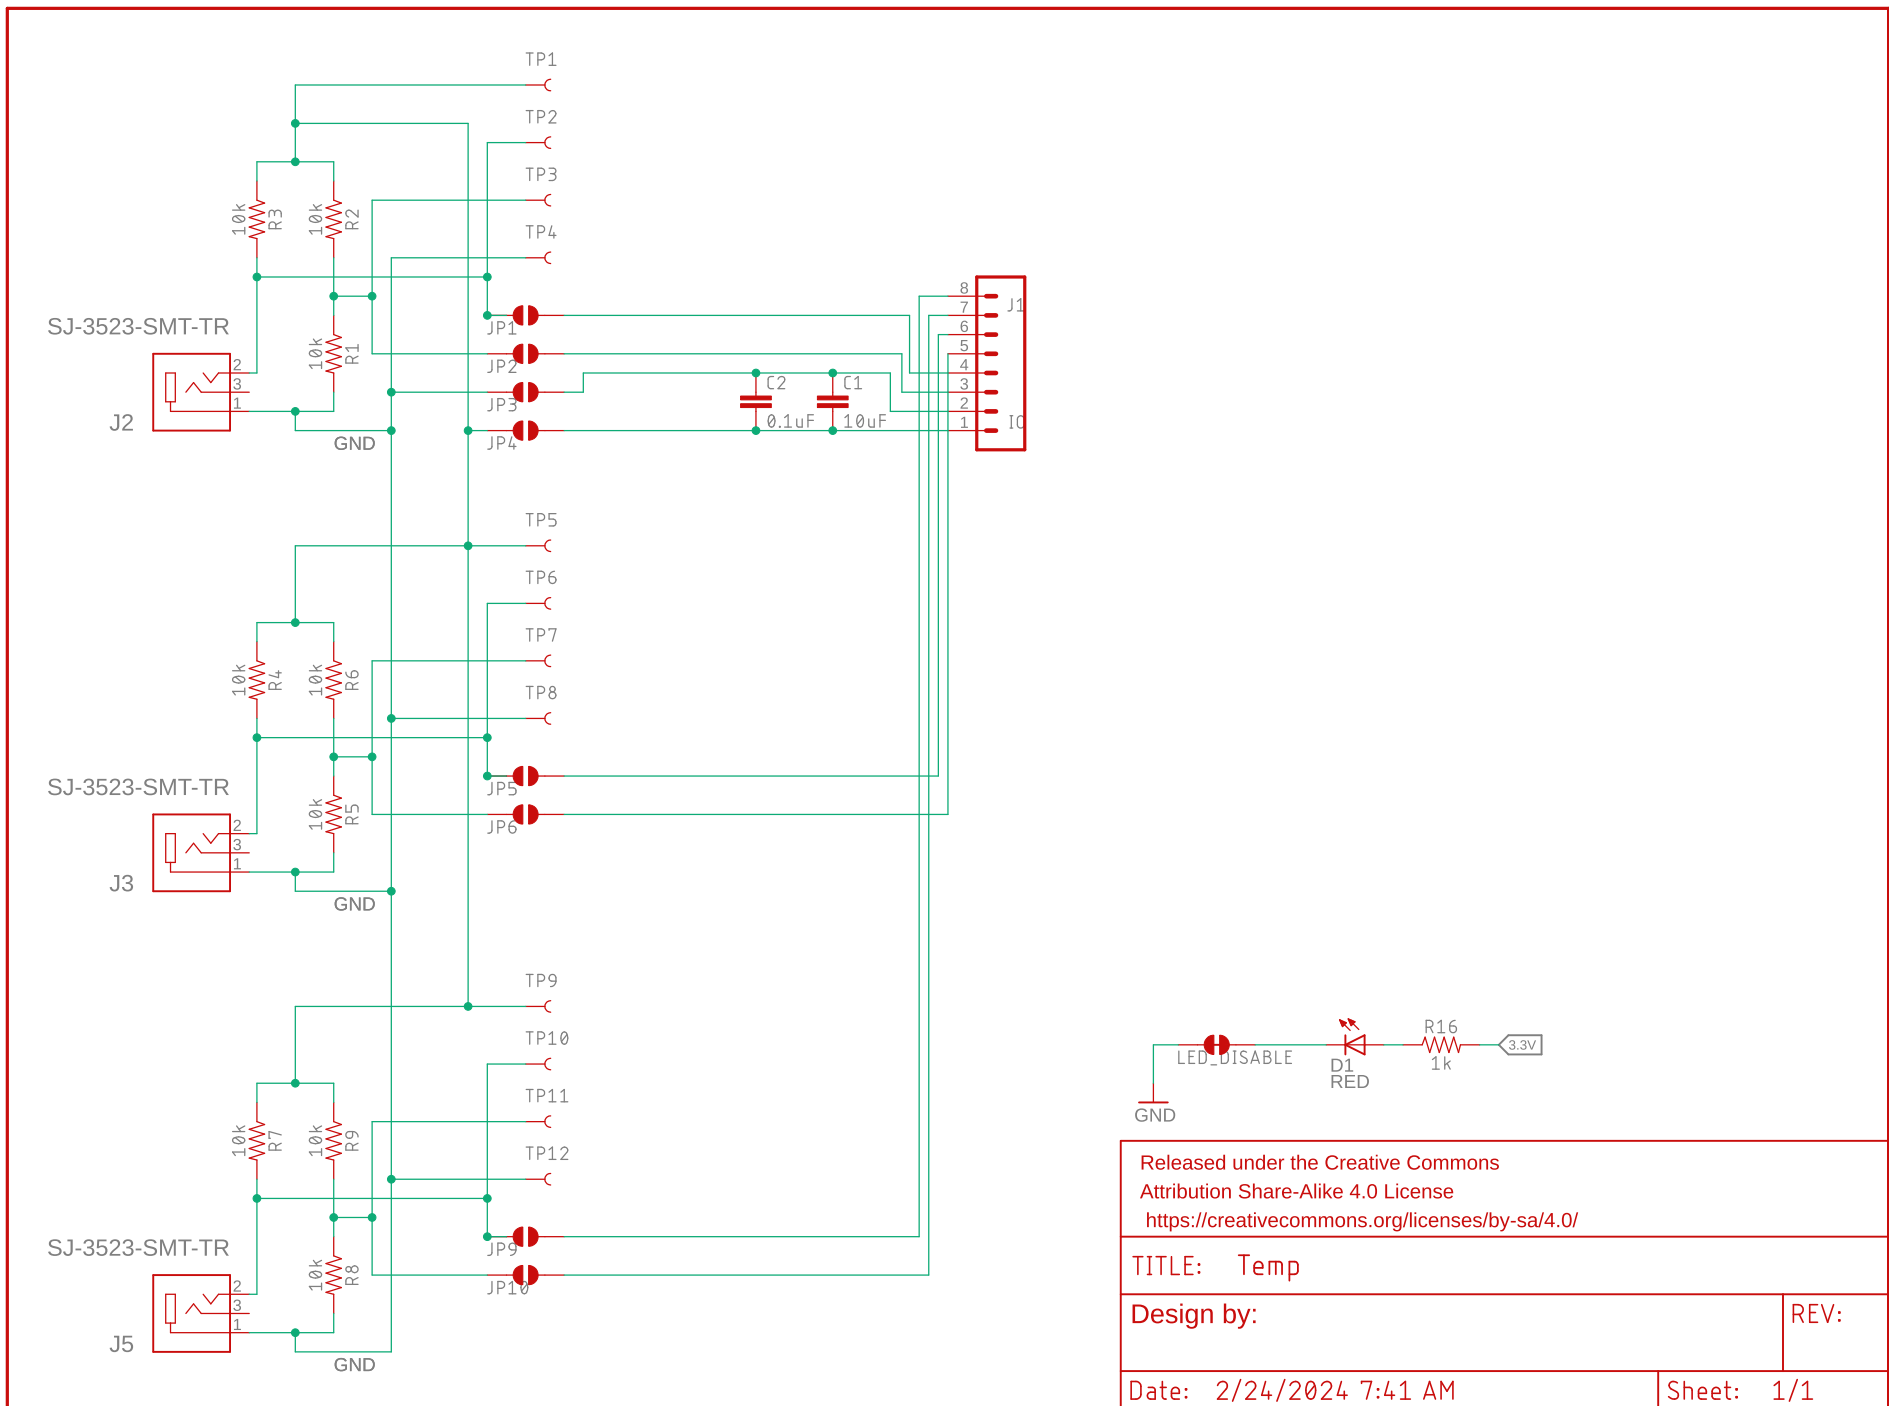 TP1
TP2
TP3
TP4
10k
R3
10k
R2
10k
R1
SJ-3523-SMT-TR
2
3
1
J2
GND
JP1
JP2
JP3
JP4
C2
0.1uF
C1
10uF
8
7
6
5
4
3
2
1
J1
IO
TP5
TP6
TP7
TP8
10k
R4
10k
R6
10k
R5
SJ-3523-SMT-TR
2
3
1
J3
GND
JP5
JP6
TP9
TP10
TP11
TP12
10k
R7
10k
R9
10k
R8
SJ-3523-SMT-TR
2
3
1
J5
GND
JP9
JP10
LED_DISABLE
D1
RED
R16
1k
3.3V
GND
Released under the Creative Commons
Attribution Share-Alike 4.0 License
https://creativecommons.org/licenses/by-sa/4.0/
TITLE: Temp
Design by:
REV:
Date: 2/24/2024 7:41 AM
Sheet: 1/1